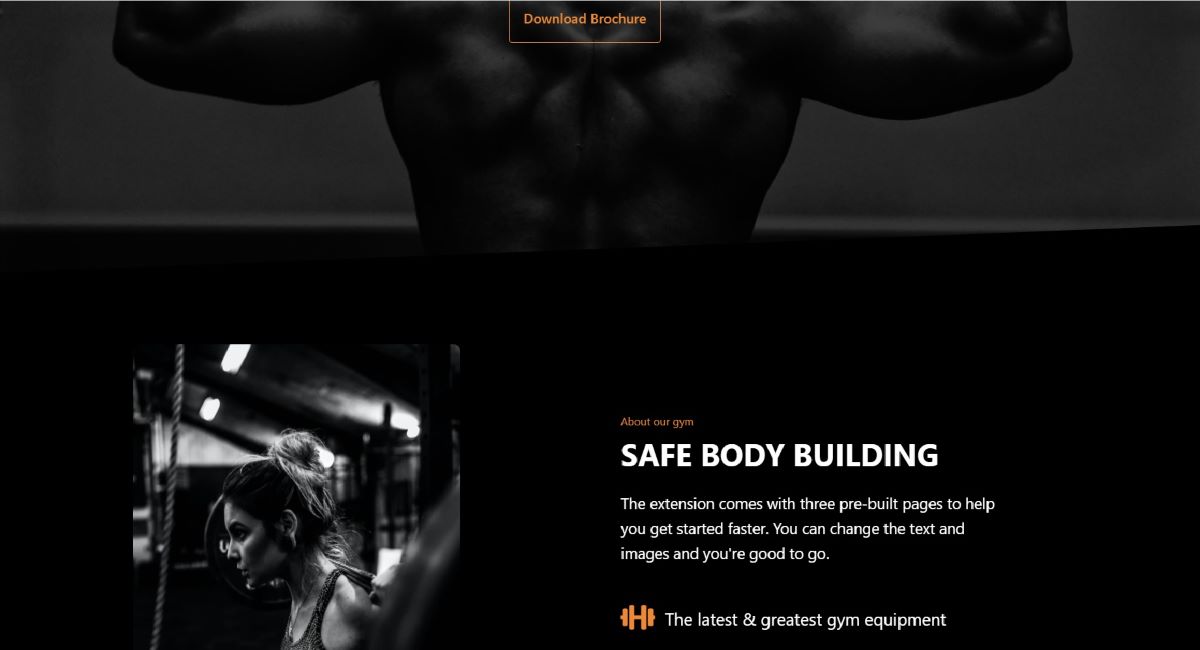 Download Brochure
About our gym
SAFE BODY BUILDING
The extension comes with three pre-built pages to help
you get started faster. You can change the text and
images and you're good to go.
The latest & greatest gym equipment